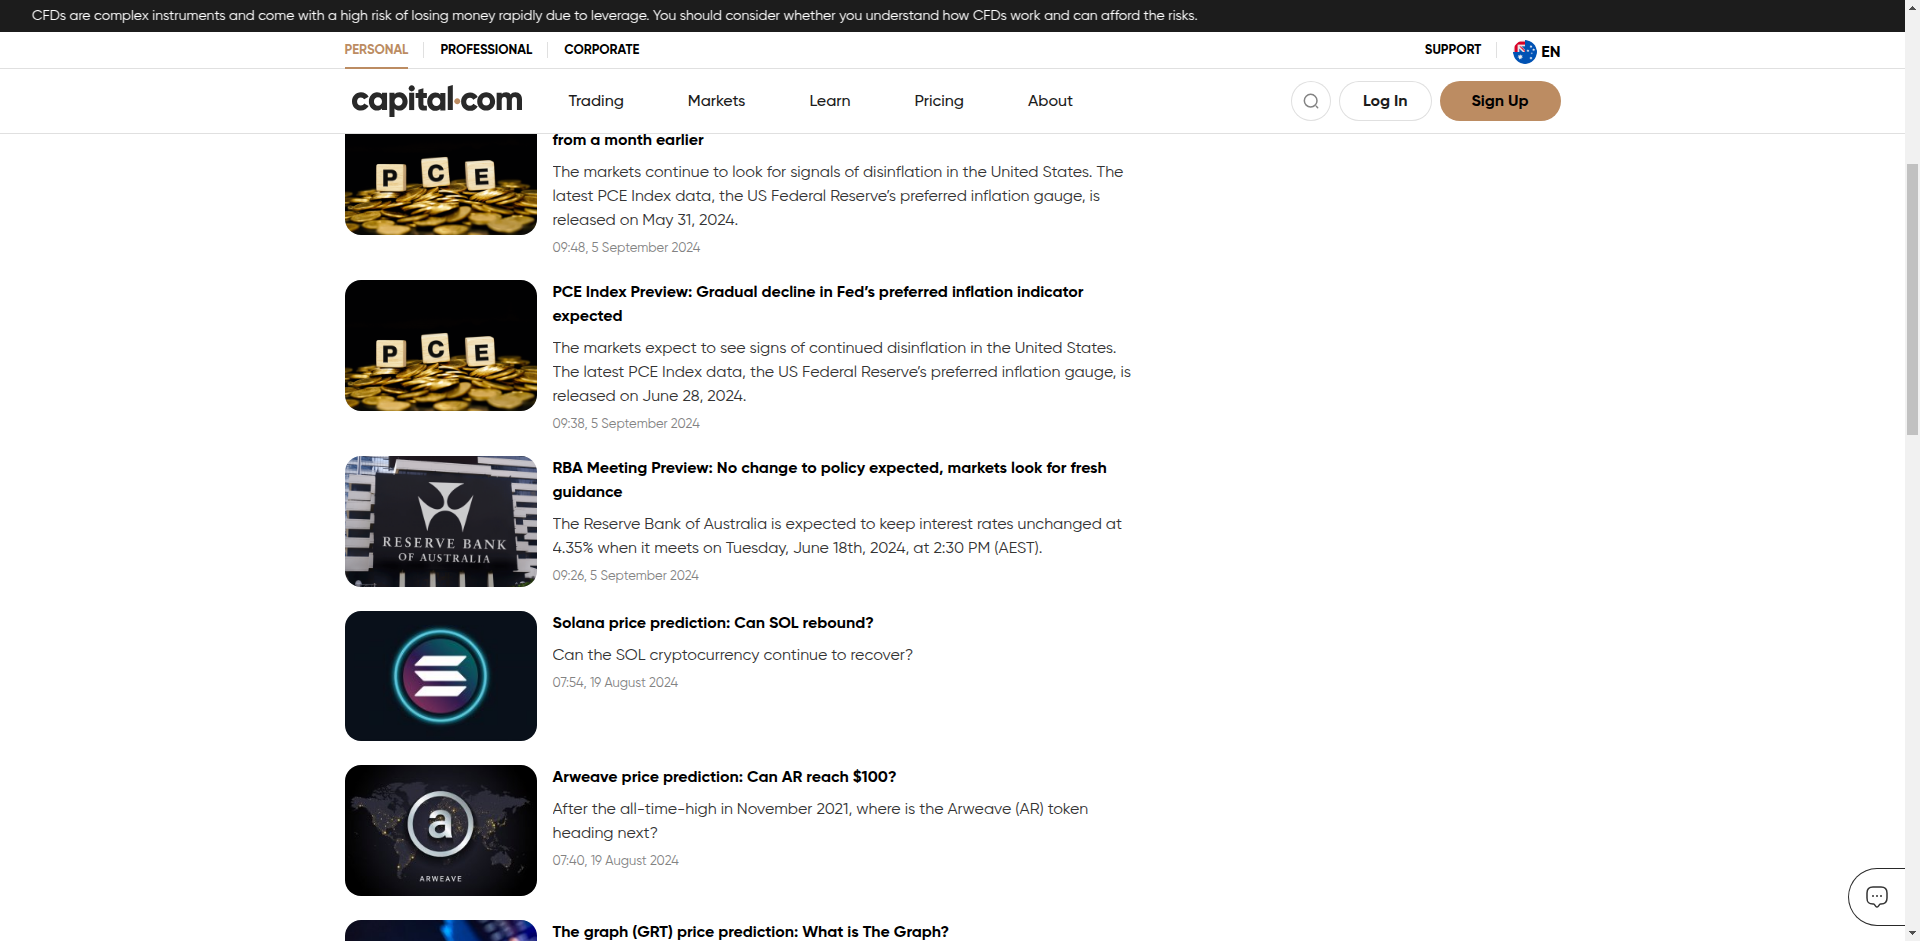 CFDs are complex instruments and come with a high risk of losing money rapidly due to leverage. You should consider whether you understand how CFDs work and can afford the risks.
PERSONAL
PROFESSIONAL
CORPORATE
SUPPORT
EN
capital.com
Trading
Markets
Learn
Pricing
About
Log In
Sign Up
P C E
from a month earlier
The markets continue to look for signals of disinflation in the United States. The
latest PCE Index data, the US Federal Reserve's preferred inflation gauge, is
released on May 31, 2024.
09:48, 5 September 2024
P C E
PCE Index Preview: Gradual decline in Fed's preferred inflation indicator
expected
The markets expect to see signs of continued disinflation in the United States.
The latest PCE Index data, the US Federal Reserve's preferred inflation gauge, is
released on June 28, 2024.
09:38, 5 September 2024
RESERVE BANK
OF AUSTRALIA
RBA Meeting Preview: No change to policy expected, markets look for fresh
guidance
The Reserve Bank of Australia is expected to keep interest rates unchanged at
4.35% when it meets on Tuesday, June 18th, 2024, at 2:30 PM (AEST).
09:26, 5 September 2024
Solana price prediction: Can SOL rebound?
Can the SOL cryptocurrency continue to recover?
07:54, 19 August 2024
a
ARWEAVE
Arweave price prediction: Can AR reach $100?
After the all-time-high in November 2021, where is the Arweave (AR) token
heading next?
07:40, 19 August 2024
The graph (GRT) price prediction: What is The Graph?